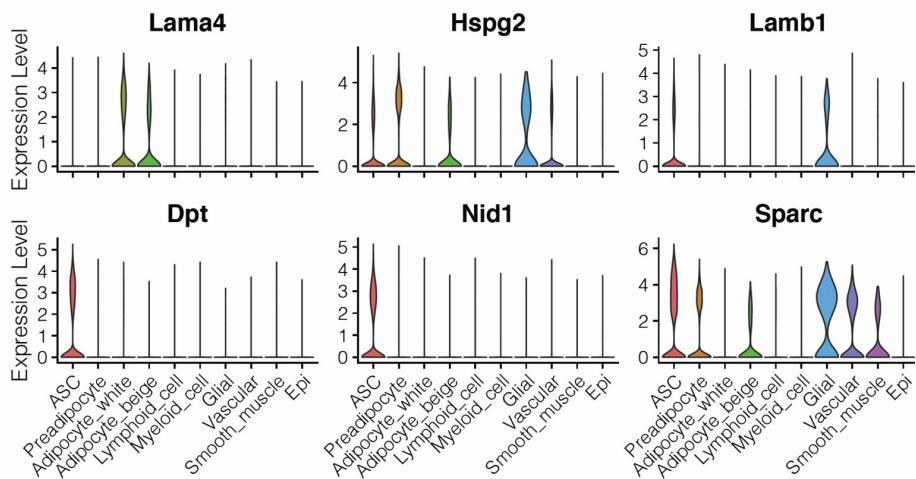 Lama4 Hspg2 Lamb1
Expression Level
4
3
2
1
0
4
2
0
5
4
3
2
1
0
Dpt Nid1 Sparc
Expression Level
5
4
3
2
1
0
5
4
3
2
1
0
6
4
2
0
ASC
Preadipocyte
Adipocyte_white
Adipocyte_beige
Lymphoid_cell
Myeloid_cell
Glial
Vascular
Smooth_muscle
Epi
ASC
Preadipocyte
Adipocyte_white
Adipocyte_beige
Lymphoid_cell
Myeloid_cell
Glial
Vascular
Smooth_muscle
Epi
ASC
Preadipocyte
Adipocyte_white
Adipocyte_beige
Lymphoid_cell
Myeloid_cell
Glial
Vascular
Smooth_muscle
Epi